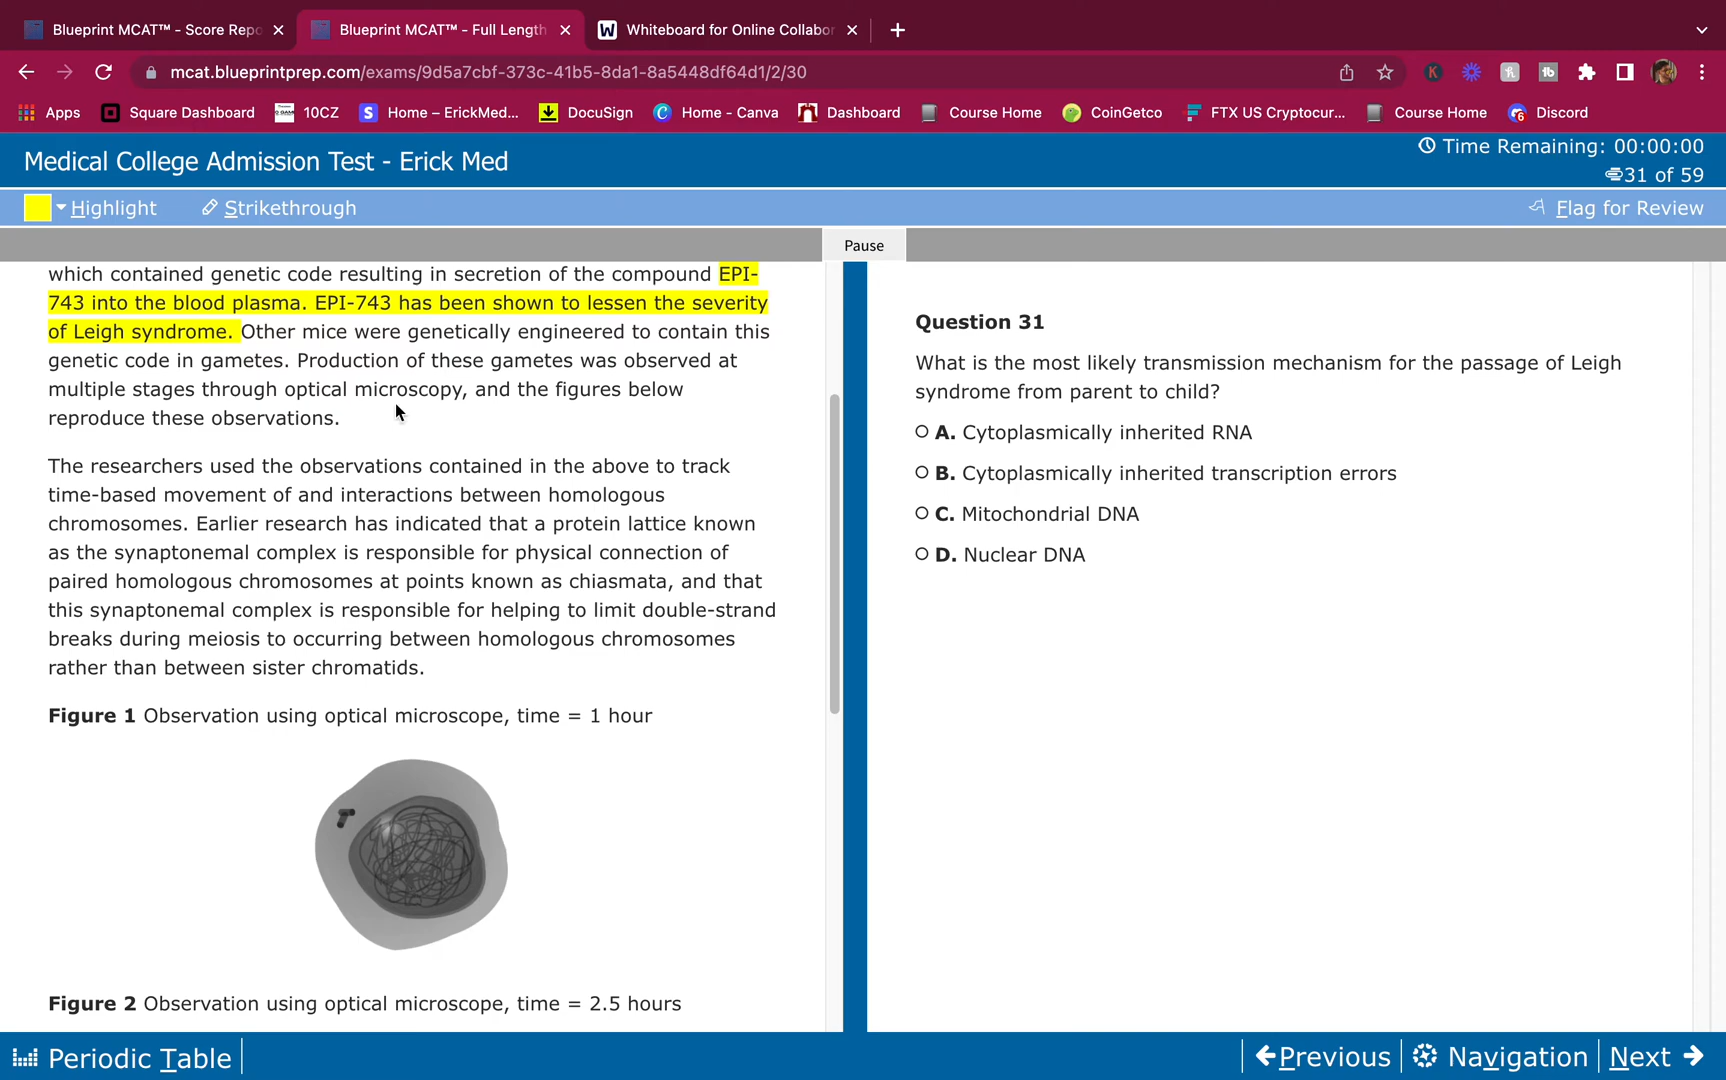 Blueprint MCAT™ - Score Repo
Blueprint MCAT™ - Full Length
Whiteboard for Online Collabor
mcat.blueprintprep.com/exams/9d5a7cbf-373c-41b5-8da1-8a5448df64d1/2/30
Apps
Square Dashboard
10CZ
Home – ErickMed...
DocuSign
Home - Canva
Dashboard
Course Home
CoinGetco
FTX US Cryptocur...
Course Home
Discord
Medical College Admission Test - Erick Med
Time Remaining: 00:00:00
31 of 59
Highlight
Strikethrough
Flag for Review
Pause
which contained genetic code resulting in secretion of the compound EPI-
743 into the blood plasma. EPI-743 has been shown to lessen the severity
of Leigh syndrome. Other mice were genetically engineered to contain this
genetic code in gametes. Production of these gametes was observed at
multiple stages through optical microscopy, and the figures below
reproduce these observations.
The researchers used the observations contained in the above to track
time-based movement of and interactions between homologous
chromosomes. Earlier research has indicated that a protein lattice known
as the synaptonemal complex is responsible for physical connection of
paired homologous chromosomes at points known as chiasmata, and that
this synaptonemal complex is responsible for helping to limit double-strand
breaks during meiosis to occurring between homologous chromosomes
rather than between sister chromatids.
Figure 1 Observation using optical microscope, time = 1 hour
Figure 2 Observation using optical microscope, time = 2.5 hours
Question 31
What is the most likely transmission mechanism for the passage of Leigh
syndrome from parent to child?
A. Cytoplasmically inherited RNA
B. Cytoplasmically inherited transcription errors
C. Mitochondrial DNA
D. Nuclear DNA
Periodic Table
Previous
Navigation
Next